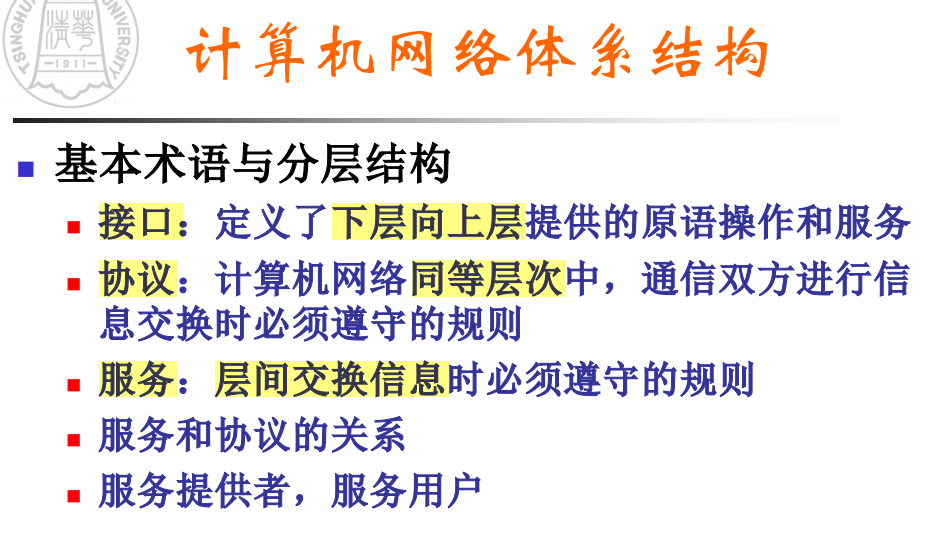 TSINGHU
UNIVERSITY
清華
1911
计算机网络体系结构
基本术语与分层结构
接口：定义了下层向上层提供的原语操作和服务
协议：计算机网络同等层次中，通信双方进行信
息交换时必须遵守的规则
服务：层间交换信息时必须遵守的规则
服务和协议的关系
服务提供者，服务用户